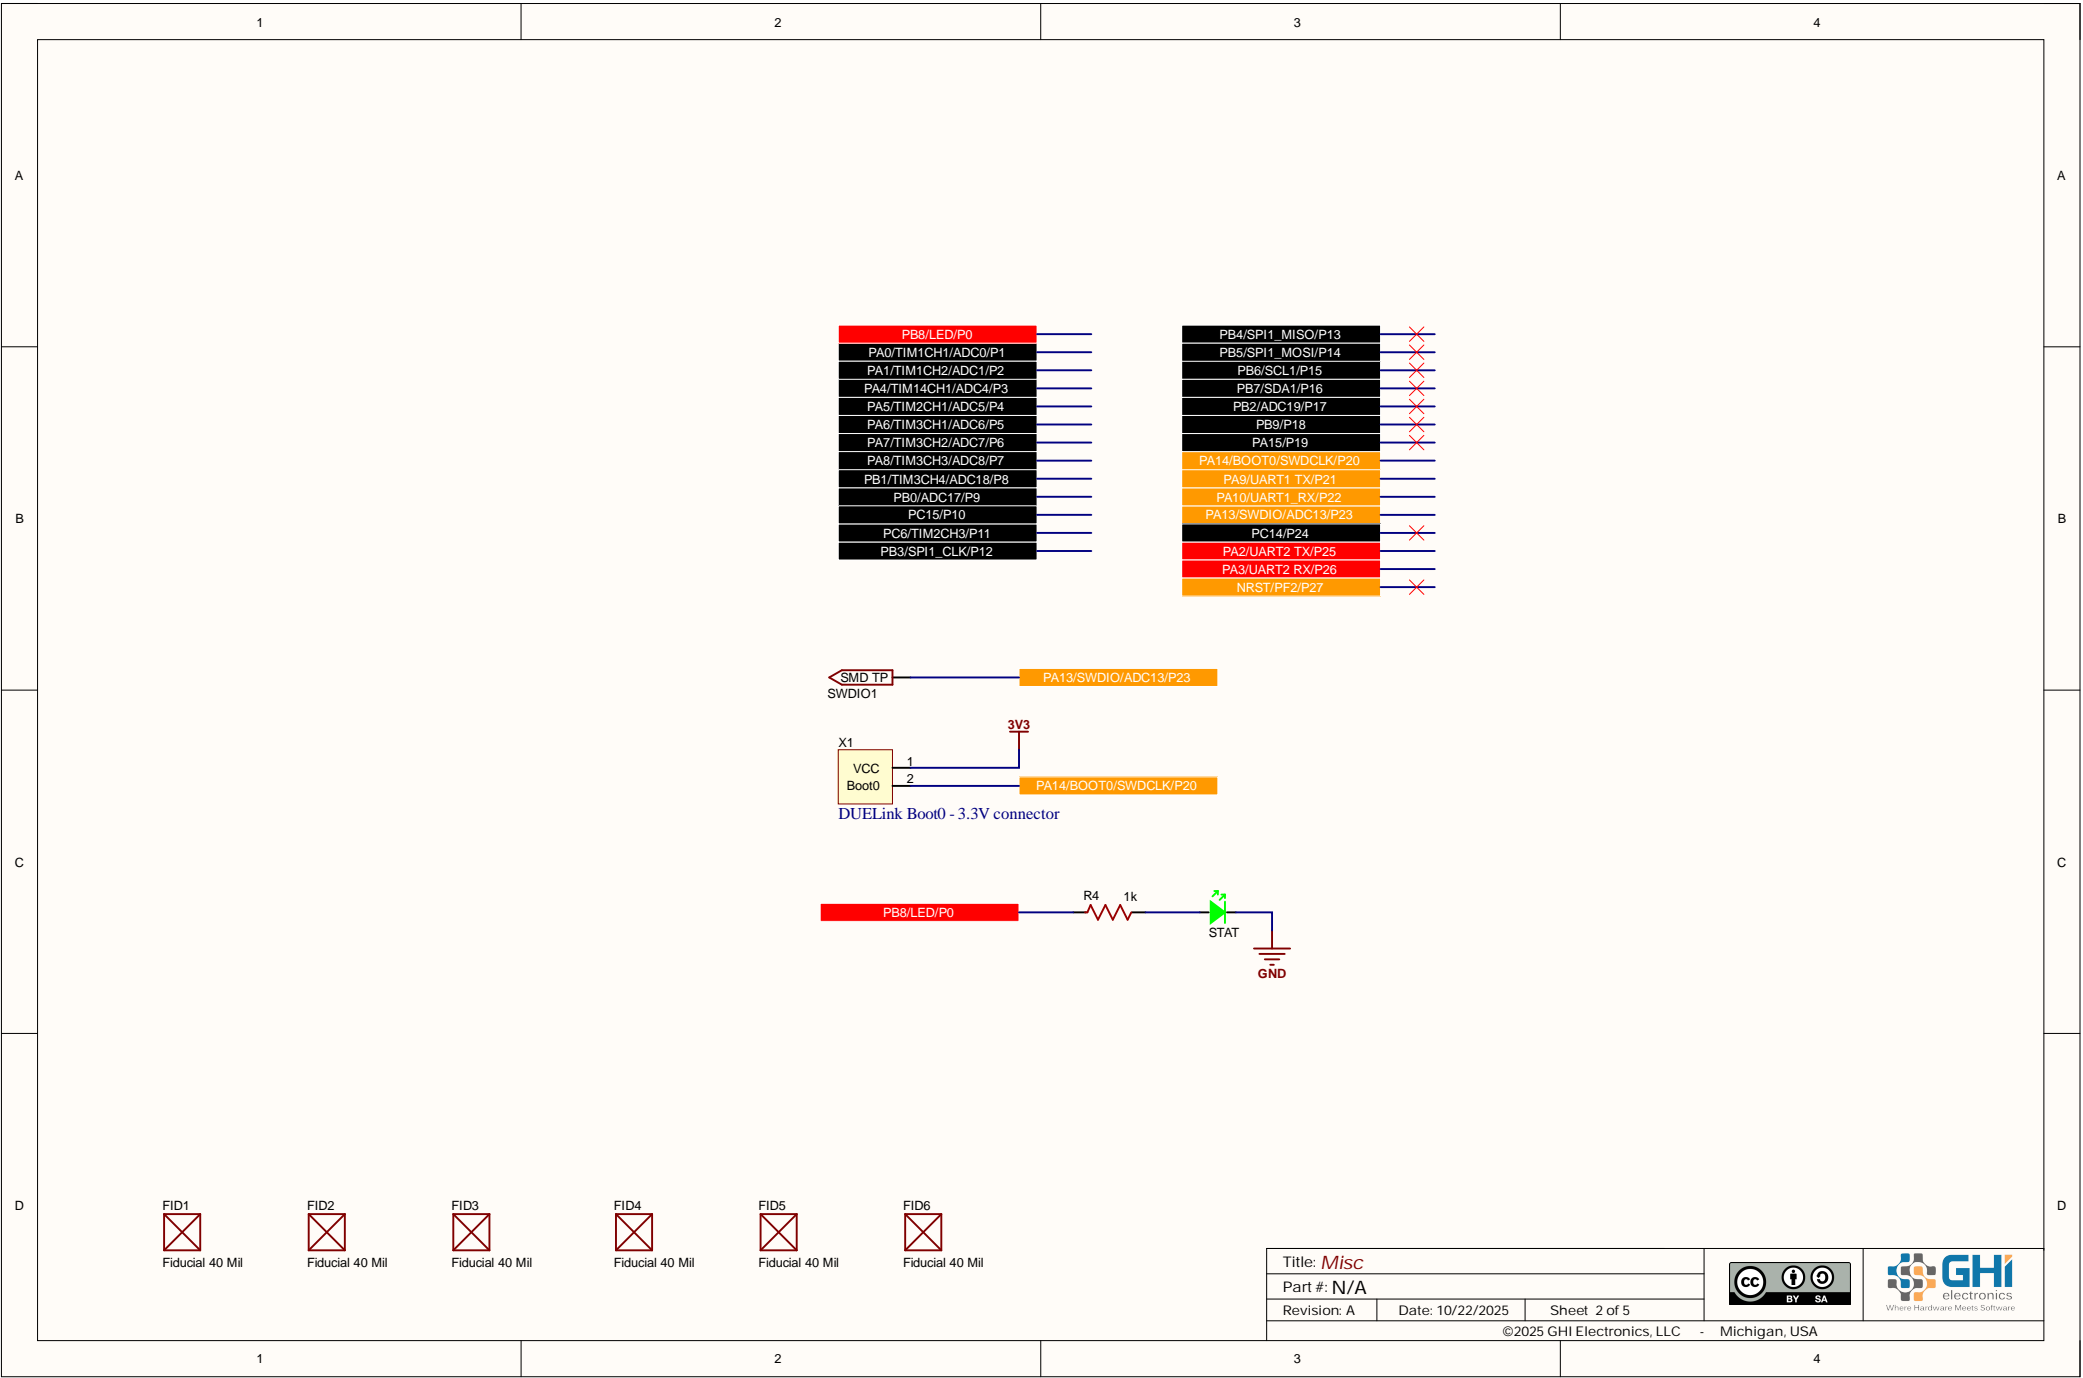 1 2 3 4
A A
PB8/LED/P0
PA0/TIM1CH1/ADC0/P1
PA1/TIM1CH2/ADC1/P2
PA4/TIM14CH1/ADC4/P3
PA5/TIM2CH1/ADC5/P4
PA6/TIM3CH1/ADC6/P5
PA7/TIM3CH2/ADC7/P6
PA8/TIM3CH3/ADC8/P7
PB1/TIM3CH4/ADC18/P8
PB0/ADC17/P9
PC15/P10
PC6/TIM2CH3/P11
PB3/SPI1_CLK/P12
PB4/SPI1_MISO/P13
PB5/SPI1_MOSI/P14
PB6/SCL1/P15
PB7/SDA1/P16
PB2/ADC19/P17
PB9/P18
PA15/P19
PA14/BOOT0/SWDCLK/P20
PA9/UART1 TX/P21
PA10/UART1_RX/P22
PA13/SWDIO/ADC13/P23
PC14/P24
PA2/UART2 TX/P25
PA3/UART2 RX/P26
NRST/PF2/P27
B B
SMD TP PA13/SWDIO/ADC13/P23
SWDIO1
3V3
X1
VCC 1
Boot0 2 PA14/BOOT0/SWDCLK/P20
DUELink Boot0 - 3.3V connector
C C
R4 1k
PB8/LED/P0
STAT
GND
D D
FID1 FID2 FID3 FID4 FID5 FID6
Fiducial 40 Mil Fiducial 40 Mil Fiducial 40 Mil Fiducial 40 Mil Fiducial 40 Mil Fiducial 40 Mil
Title: Misc
Part #: N/A
Revision: A Date: 10/22/2025 Sheet 2 of 5
©2025 GHI Electronics, LLC - Michigan, USA
cc BY SA
GHi
electronics
Where Hardware Meets Software
1 2 3 4